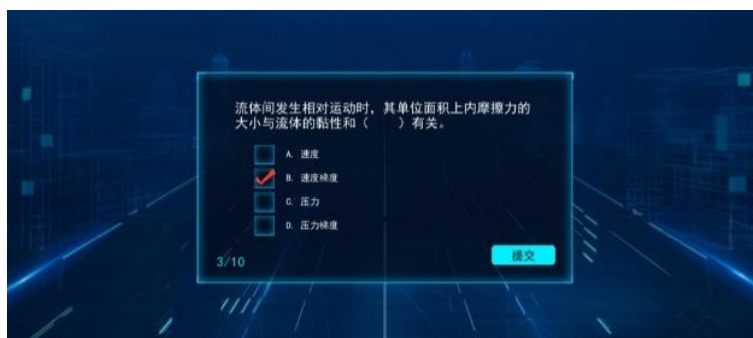 流体间发生相对运动时，其单位面积上内摩擦力的
大小与流体的黏性和（　　）有关。
A. 速度
B. 速度梯度
C. 压力
D. 压力梯度
3/10
提交